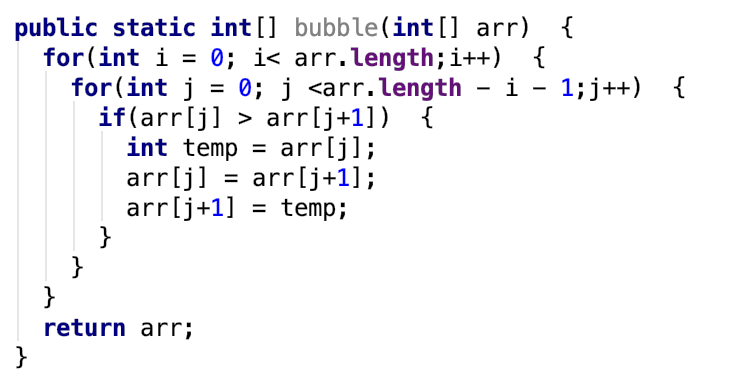 public static int[] bubble(int[] arr)  {
  for(int i = 0; i< arr.length;i++)  {
    for(int j = 0; j <arr.length - i - 1;j++)  {
      if(arr[j] > arr[j+1])  {
        int temp = arr[j];
        arr[j] = arr[j+1];
        arr[j+1] = temp;
      }
    }
  }
  return arr;
}